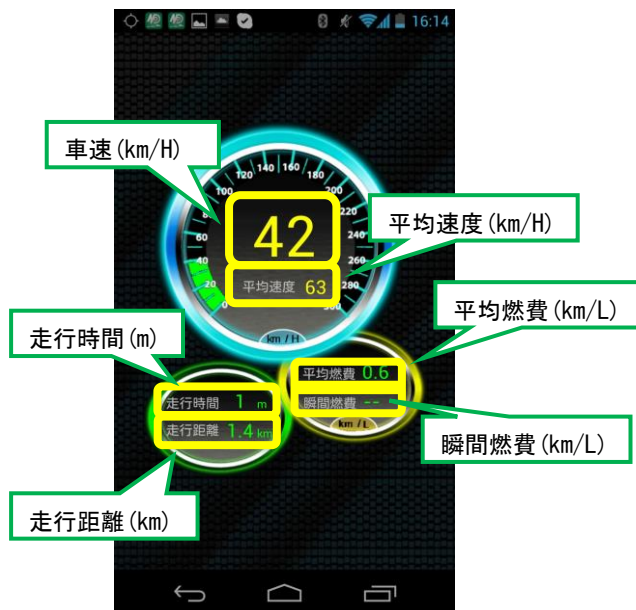 16:14
車速(km/H)
平均速度(km/H)
平均燃費(km/L)
走行時間(m)
瞬間燃費(km/L)
走行距離(km)
20
40
60
100
120
140
160
180
200
220
240
260
280
42
平均速度 63
km / H
平均燃費 0.6
瞬間燃費 --
km / L
走行時間 1 m
走行距離 1.4 km